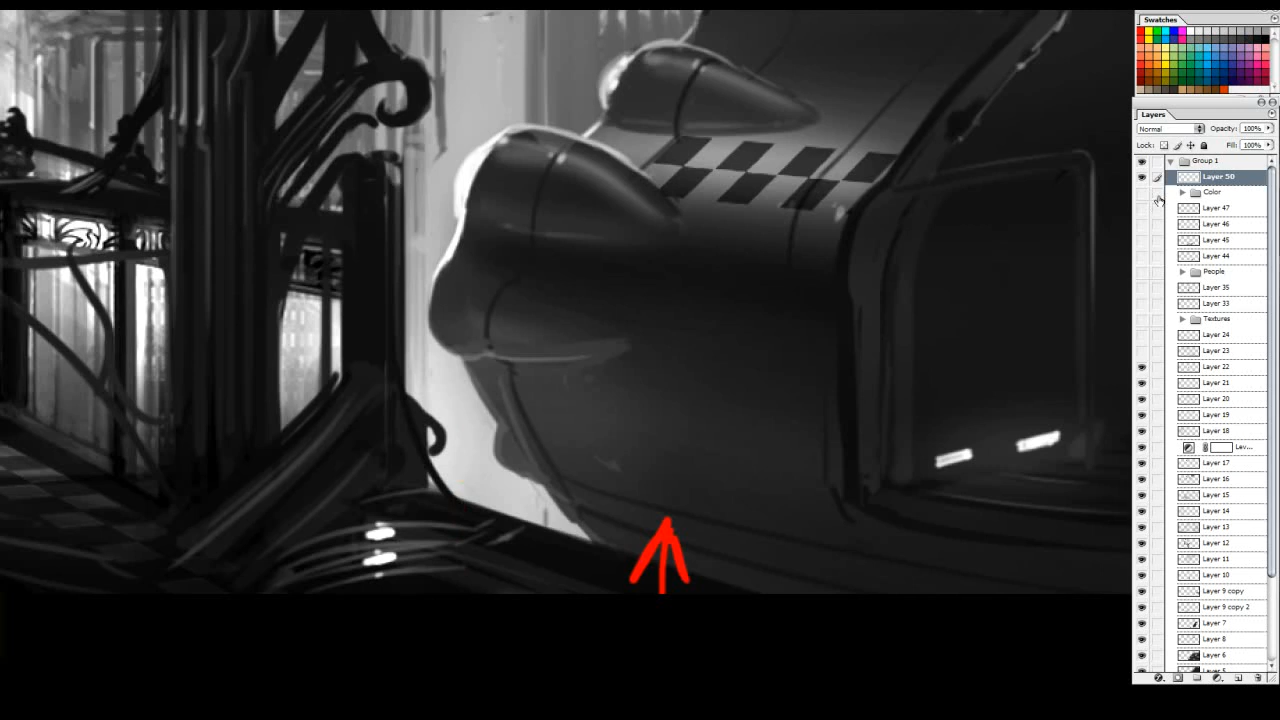 Swatches
Layers
Normal
Opacity: 100%
Lock:
Fill: 100%
Group 1
Layer 50
Color
Layer 47
Layer 46
Layer 45
Layer 44
People
Layer 35
Layer 33
Textures
Layer 24
Layer 23
Layer 22
Layer 21
Layer 20
Layer 19
Layer 18
Lev...
Layer 17
Layer 16
Layer 15
Layer 14
Layer 13
Layer 12
Layer 11
Layer 10
Layer 9 copy
Layer 9 copy 2
Layer 7
Layer 8
Layer 6
Layer 5